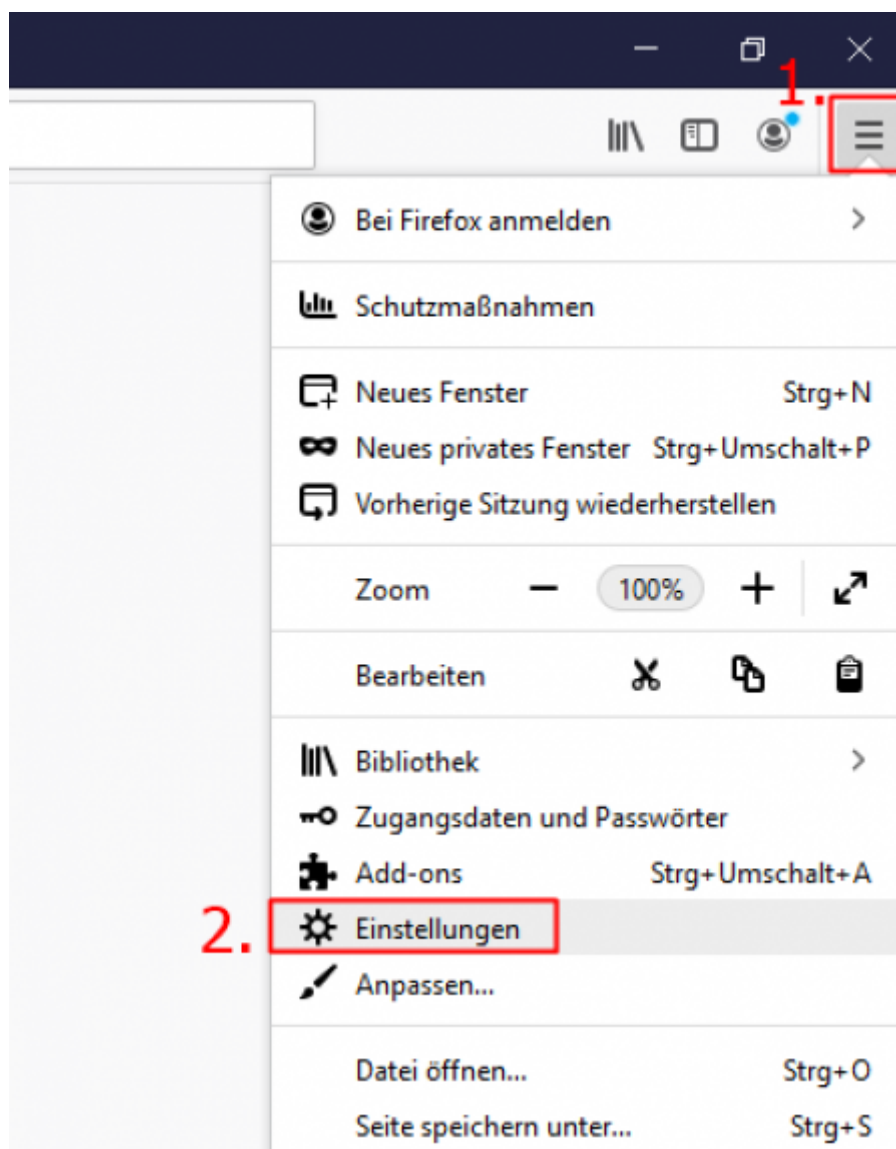 1.
Bei Firefox anmelden
Schutzmaßnahmen
Neues Fenster Strg+N
Neues privates Fenster Strg+Umschalt+P
Vorherige Sitzung wiederherstellen
Zoom 100%
Bearbeiten
Bibliothek
Zugangsdaten und Passwörter
Add-ons Strg+Umschalt+A
2. Einstellungen
Anpassen...
Datei öffnen... Strg+O
Seite speichern unter... Strg+S